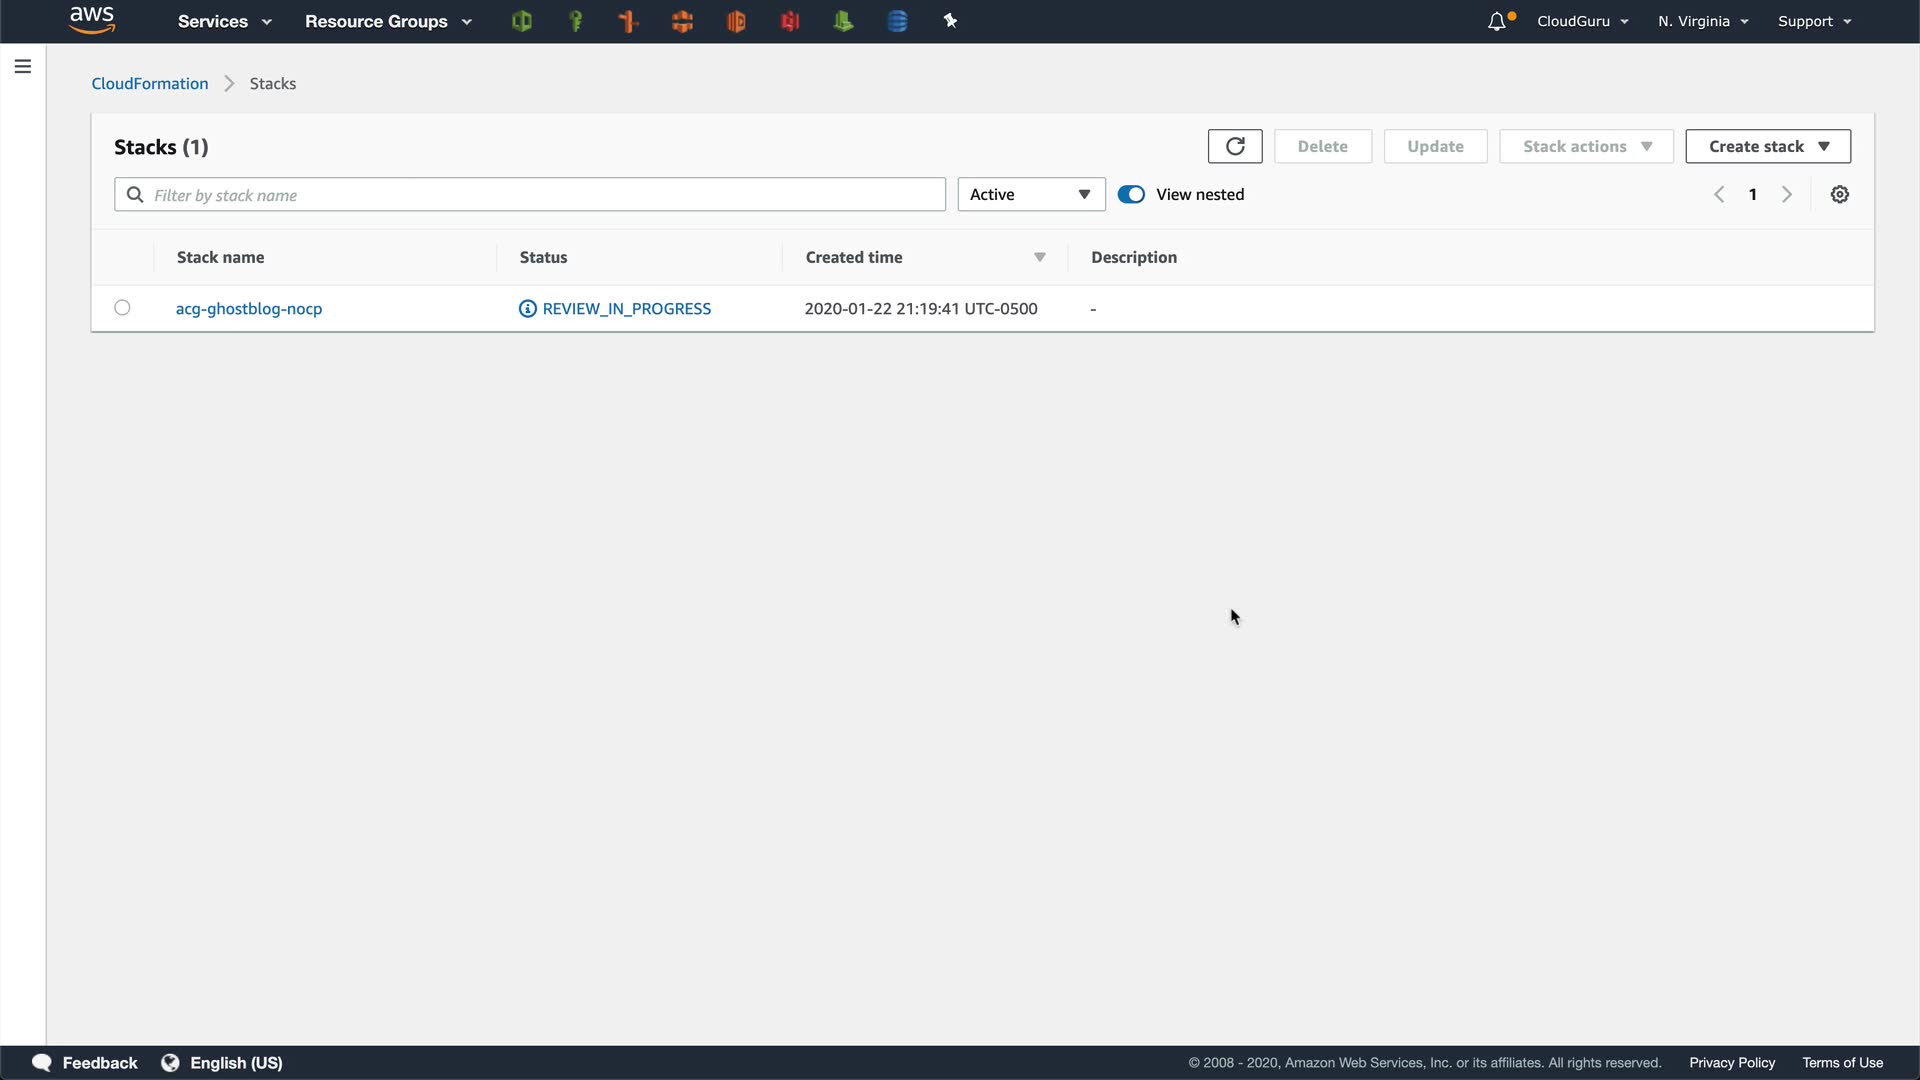 aws Services Resource Groups CloudGuru N. Virginia Support
CloudFormation Stacks
Stacks (1) Delete Update Stack actions Create stack
Filter by stack name Active View nested 1
Stack name Status Created time Description
acg-ghostblog-nocp REVIEW_IN_PROGRESS 2020-01-22 21:19:41 UTC-0500 -
Feedback English (US) © 2008 - 2020, Amazon Web Services, Inc. or its affiliates. All rights reserved. Privacy Policy Terms of Use